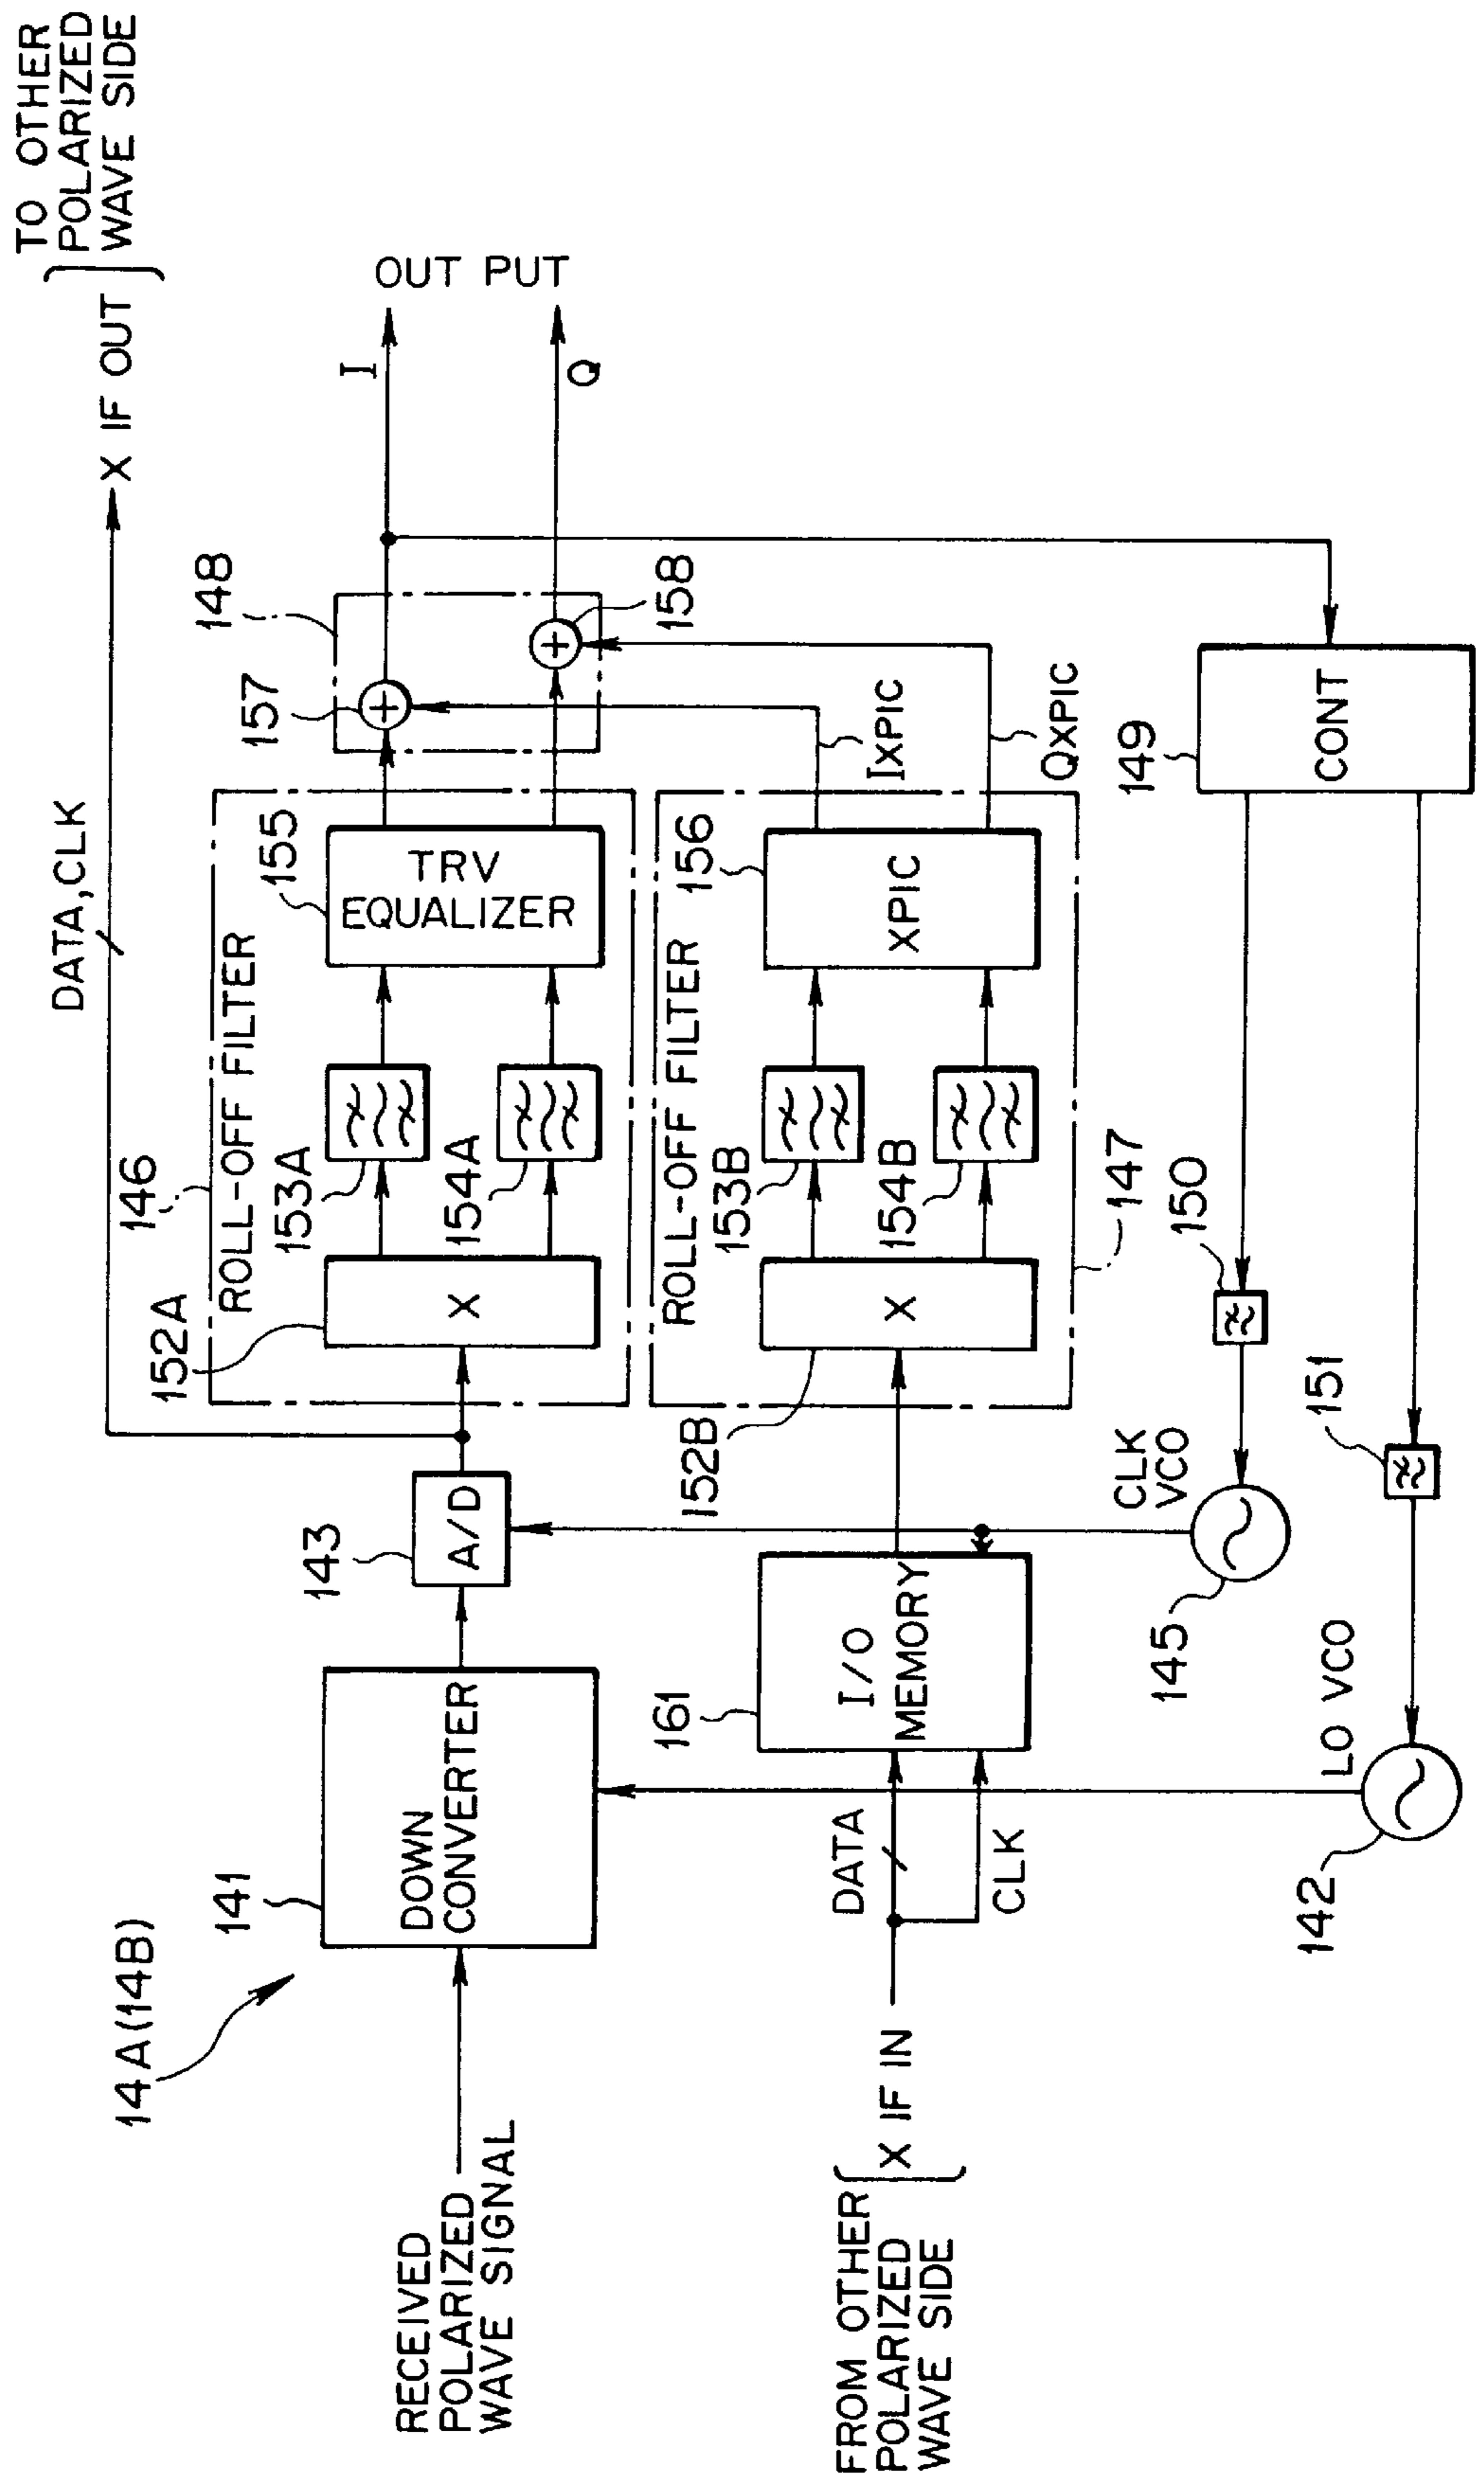 14A(14B)
RECEIVED
POLARIZED
WAVE SIGNAL
141
DOWN
CONVERTER
143
A/D
DATA,CLK
X IF OUT
TO OTHER
POLARIZED
WAVE SIDE
146
ROLL-OFF FILTER
152A
X
153A
154A
155
TRV
EQUALIZER
148
157
158
I
Q
OUT PUT
FROM OTHER
POLARIZED
WAVE SIDE
X IF IN
DATA
CLK
161
I/O
MEMORY
ROLL-OFF FILTER
152B
X
153B
154B
147
156
XPIC
IXPIC
QXPIC
149
CONT
150
151
CLK
VCO
145
LO VCO
142